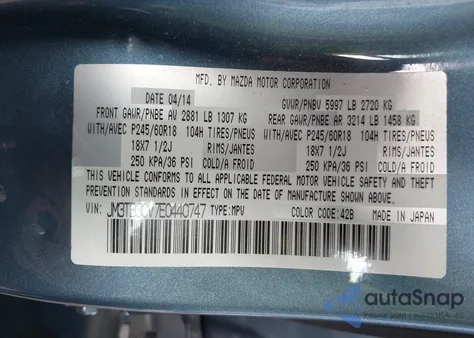 MFD. BY MAZDA MOTOR CORPORATION
DATE 04/14 GVWR/PNBV 5997 LB 2720 KG
FRONT GAWR/PNBE AV 2881 LB 1307 KG REAR GAWR/PNBE AR 3214 LB 1458 KG
WITH/AVEC P245/60R18 104H TIRES/PNEUS WITH/AVEC P245/60R18 104H TIRES/PNEUS
18X7 1/2J RIMS/JANTES 18X7 1/2J RIMS/JANTES
250 KPA/36 PSI COLD/A FROID 250 KPA/36 PSI COLD/A FROID
THIS VEHICLE CONFORMS TO ALL APPLICABLE FEDERAL MOTOR VEHICLE SAFETY AND THEFT
PREVENTION STANDARDS IN EFFECT ON THE DATE OF MANUFACTURE SHOWN ABOVE.
VIN: TYPE:MPV COLOR CODE:42B MADE IN JAPAN
autoSnap